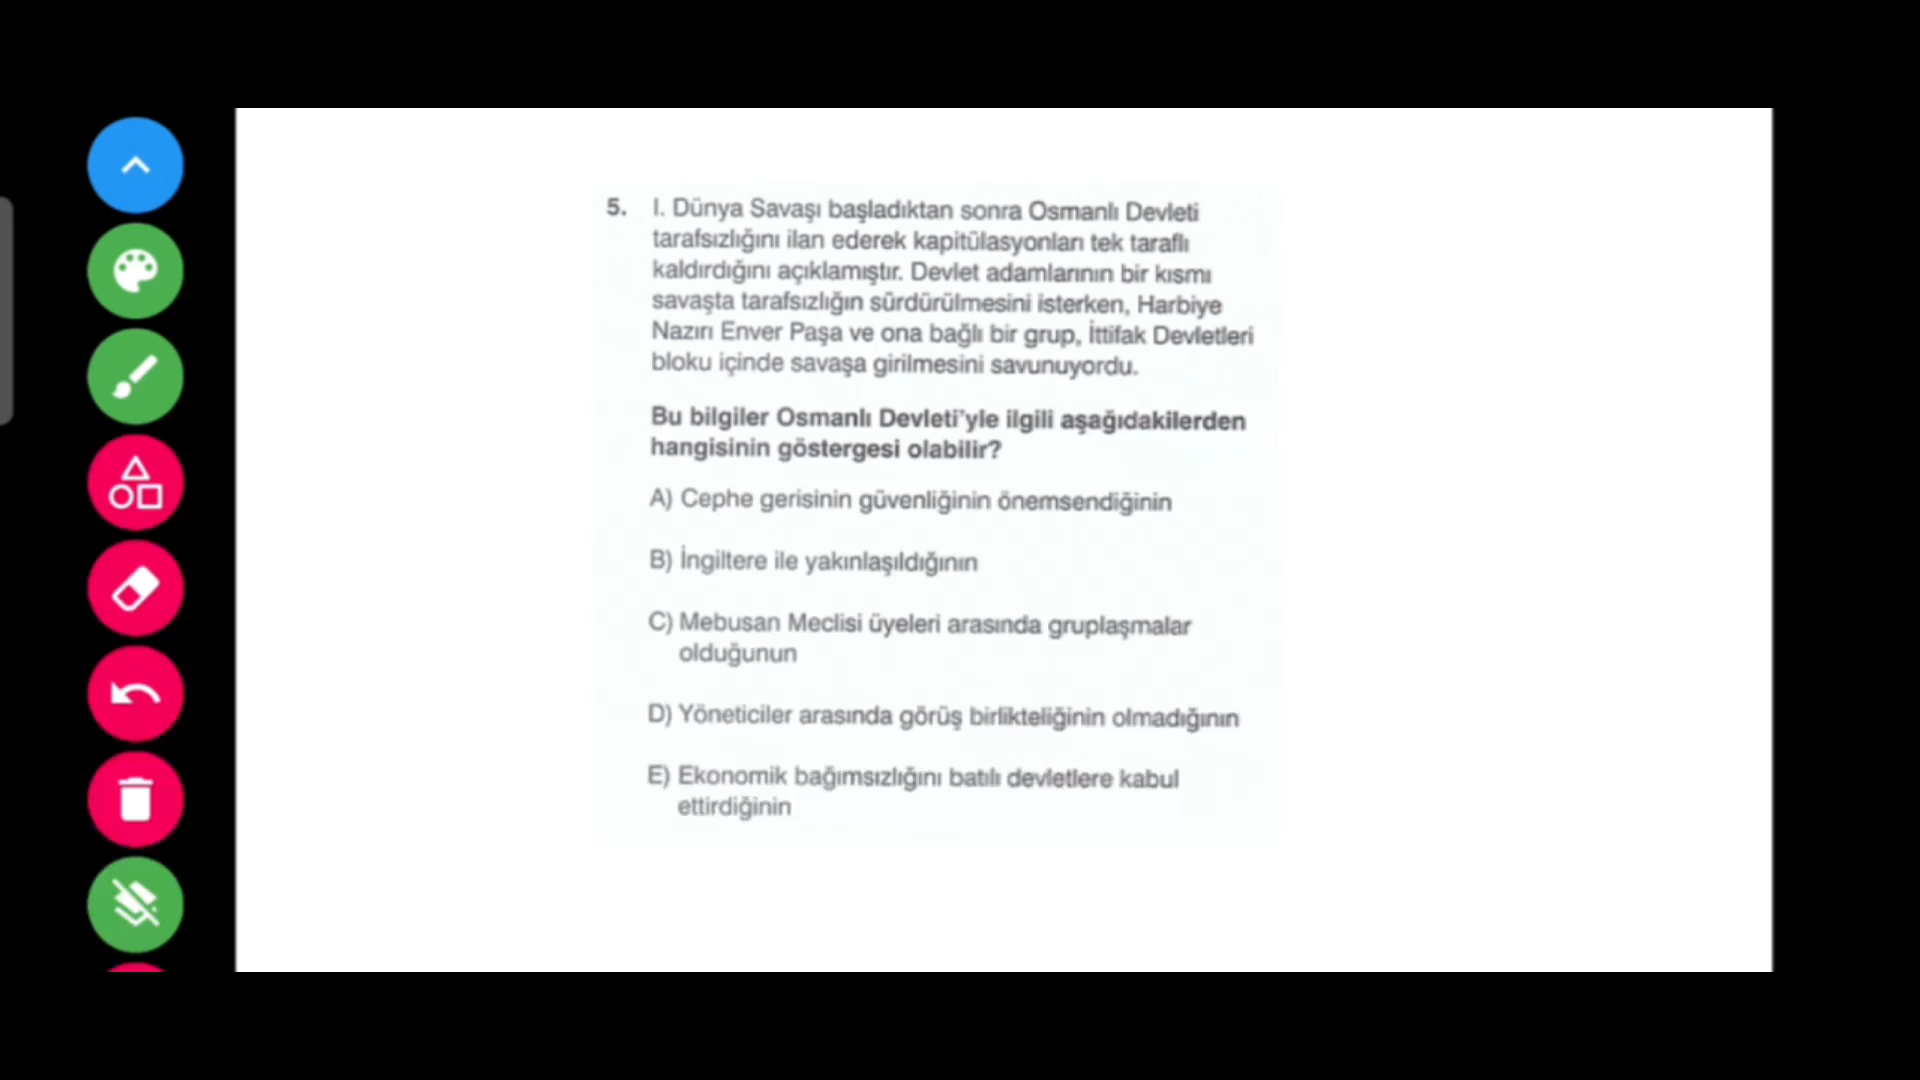 5. I. Dünya Savaşı başladıktan sonra Osmanlı Devleti
tarafsızlığını ilan ederek kapitülasyonları tek taraflı
kaldırdığını açıklamıştır. Devlet adamlarının bir kısmı
savaşta tarafsızlığın sürdürülmesini isterken, Harbiye
Nazırı Enver Paşa ve ona bağlı bir grup, İttifak Devletleri
bloku içinde savaşa girilmesini savunuyordu.
Bu bilgiler Osmanlı Devleti'yle ilgili aşağıdakilerden
hangisinin göstergesi olabilir?
A) Cephe gerisinin güvenliğinin önemsendiğinin
B) İngiltere ile yakınlaşıldığının
C) Mebusan Meclisi üyeleri arasında gruplaşmalar
olduğunun
D) Yöneticiler arasında görüş birlikteliğinin olmadığının
E) Ekonomik bağımsızlığını batılı devletlere kabul
ettirdiğinin